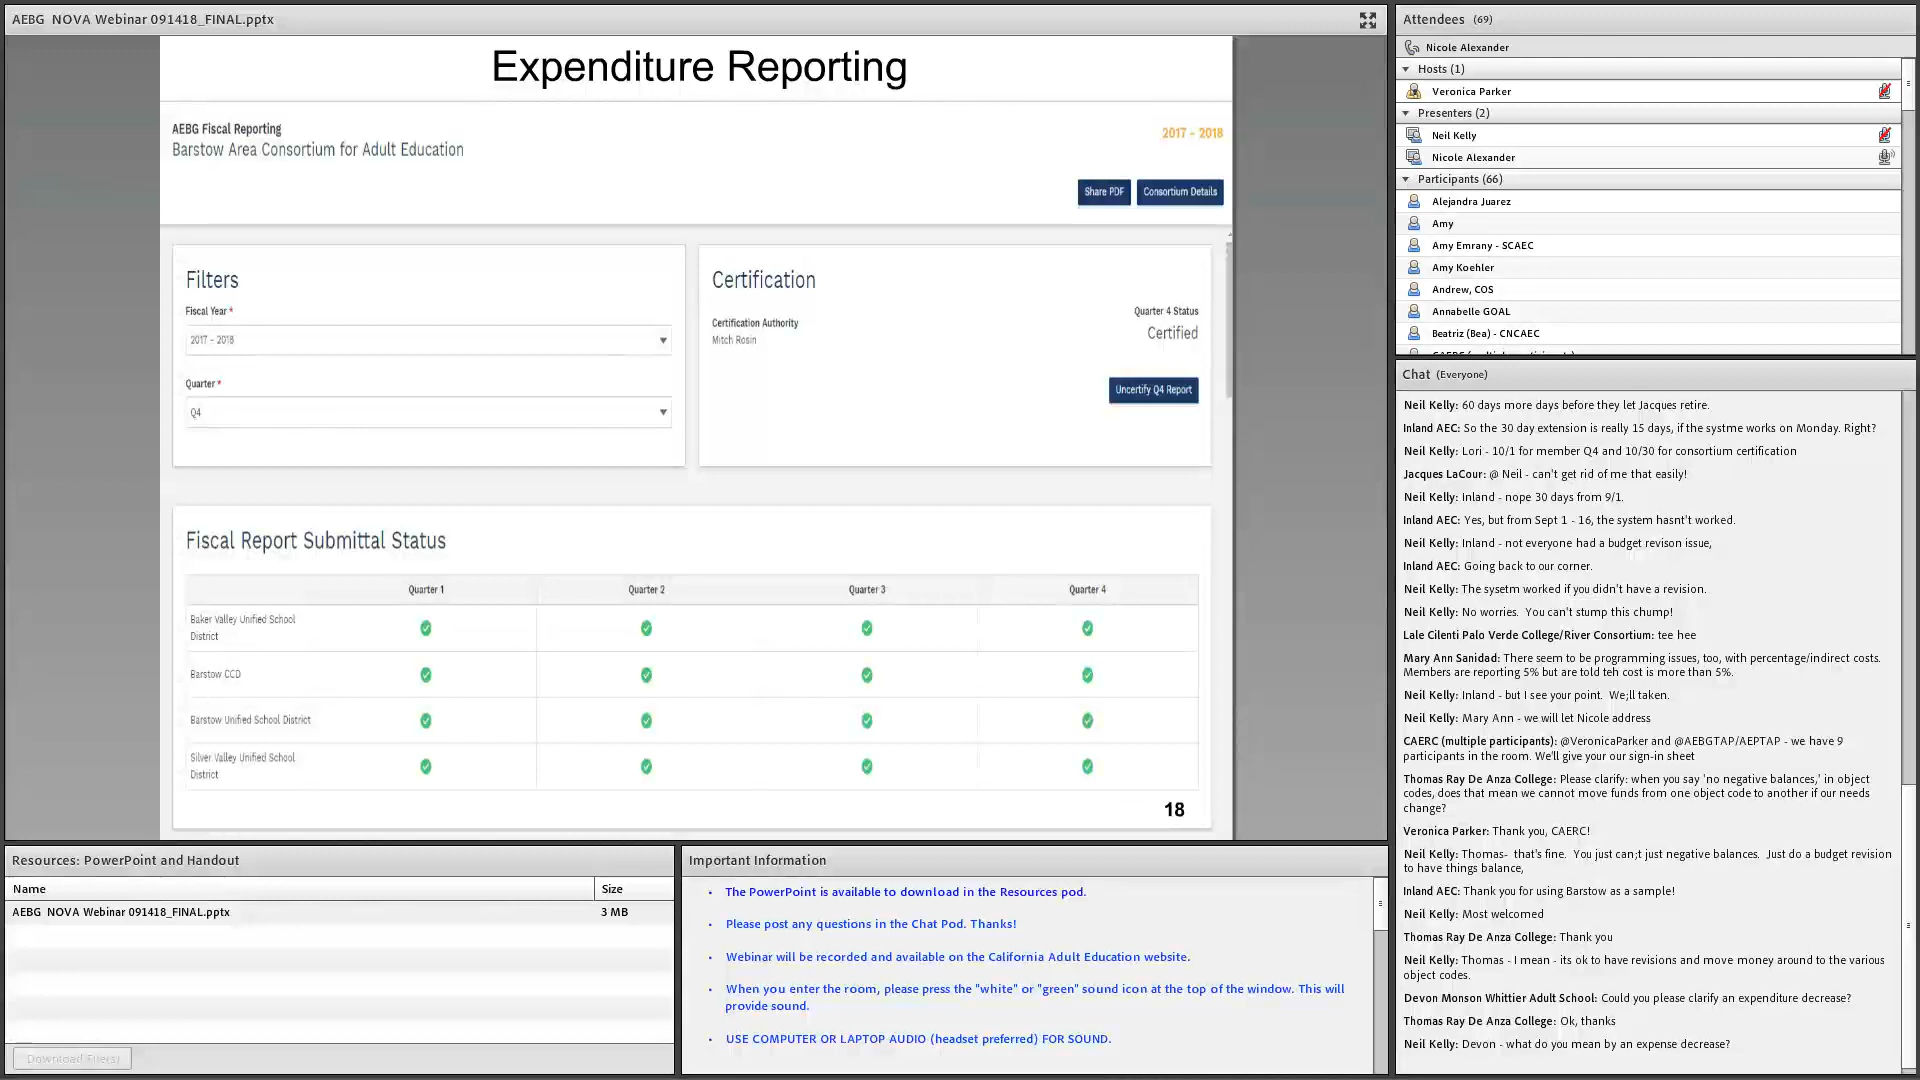 AEBG NOVA Webinar 091418_FINAL.pptx
Expenditure Reporting
AEBG Fiscal Reporting
Barstow Area Consortium for Adult Education
2017 - 2018
Share PDF
Consortium Details
Filters
Fiscal Year *
2017 - 2018
Quarter *
Q4
Certification
Certification Authority
Mitch Rosin
Quarter 4 Status
Certified
Uncertify Q4 Report
Fiscal Report Submittal Status
Quarter 1 Quarter 2 Quarter 3 Quarter 4
Baker Valley Unified School
District
Barstow CCD
Barstow Unified School District
Silver Valley Unified School
District
18
Resources: PowerPoint and Handout
Name Size
AEBG NOVA Webinar 091418_FINAL.pptx 3 MB
Download File(s)
Important Information
• The PowerPoint is available to download in the Resources pod.
• Please post any questions in the Chat Pod. Thanks!
• Webinar will be recorded and available on the California Adult Education website.
• When you enter the room, please press the "white" or "green" sound icon at the top of the window. This will
provide sound.
• USE COMPUTER OR LAPTOP AUDIO (headset preferred) FOR SOUND.
Attendees (69)
Nicole Alexander
Hosts (1)
Veronica Parker
Presenters (2)
Neil Kelly
Nicole Alexander
Participants (66)
Alejandra Juarez
Amy
Amy Emrany - SCAEC
Amy Koehler
Andrew, COS
Annabelle GOAL
Beatriz (Bea) - CNCAEC
Chat (Everyone)
Neil Kelly: 60 days more days before they let Jacques retire.
Inland AEC: So the 30 day extension is really 15 days, if the systme works on Monday. Right?
Neil Kelly: Lori - 10/1 for member Q4 and 10/30 for consortium certification
Jacques LaCour: @ Neil - can't get rid of me that easily!
Neil Kelly: Inland - nope 30 days from 9/1.
Inland AEC: Yes, but from Sept 1 - 16, the system hasnt't worked.
Neil Kelly: Inland - not everyone had a budget revison issue,
Inland AEC: Going back to our corner.
Neil Kelly: The sysetm worked if you didn't have a revision.
Neil Kelly: No worries. You can't stump this chump!
Lale Cilenti Palo Verde College/River Consortium: tee hee
Mary Ann Sanidad: There seem to be programming issues, too, with percentage/indirect costs.
Members are reporting 5% but are told teh cost is more than 5%.
Neil Kelly: Inland - but I see your point. We;ll taken.
Neil Kelly: Mary Ann - we will let Nicole address
CAERC (multiple participants): @VeronicaParker and @AEBGTAP/AEPTAP - we have 9
participants in the room. We'll give your our sign-in sheet
Thomas Ray De Anza College: Please clarify: when you say 'no negative balances,' in object
codes, does that mean we cannot move funds from one object code to another if our needs
change?
Veronica Parker: Thank you, CAERC!
Neil Kelly: Thomas- that's fine. You just can;t just negative balances. Just do a budget revision
to have things balance,
Inland AEC: Thank you for using Barstow as a sample!
Neil Kelly: Most welcomed
Thomas Ray De Anza College: Thank you
Neil Kelly: Thomas - I mean - its ok to have revisions and move money around to the various
object codes.
Devon Monson Whittier Adult School: Could you please clarify an expenditure decrease?
Thomas Ray De Anza College: Ok, thanks
Neil Kelly: Devon - what do you mean by an expense decrease?